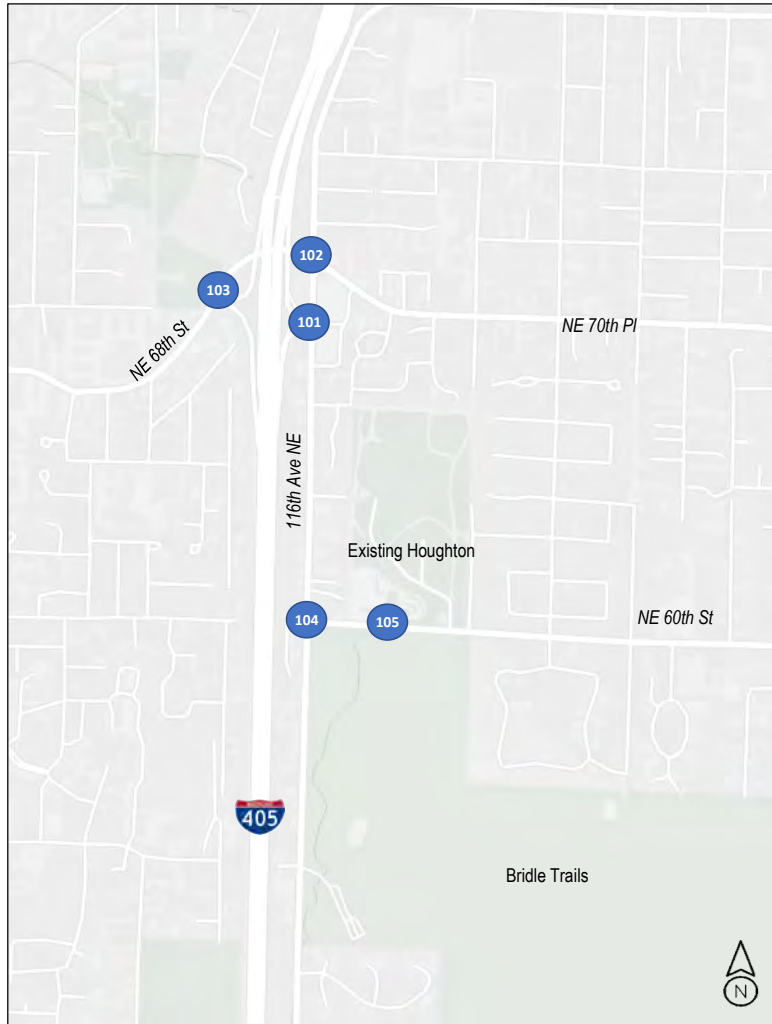 102
103
101
NE 70th Pl
NE 68th St
116th Ave NE
Existing Houghton
104
105
NE 60th St
405
Bridle Trails
N